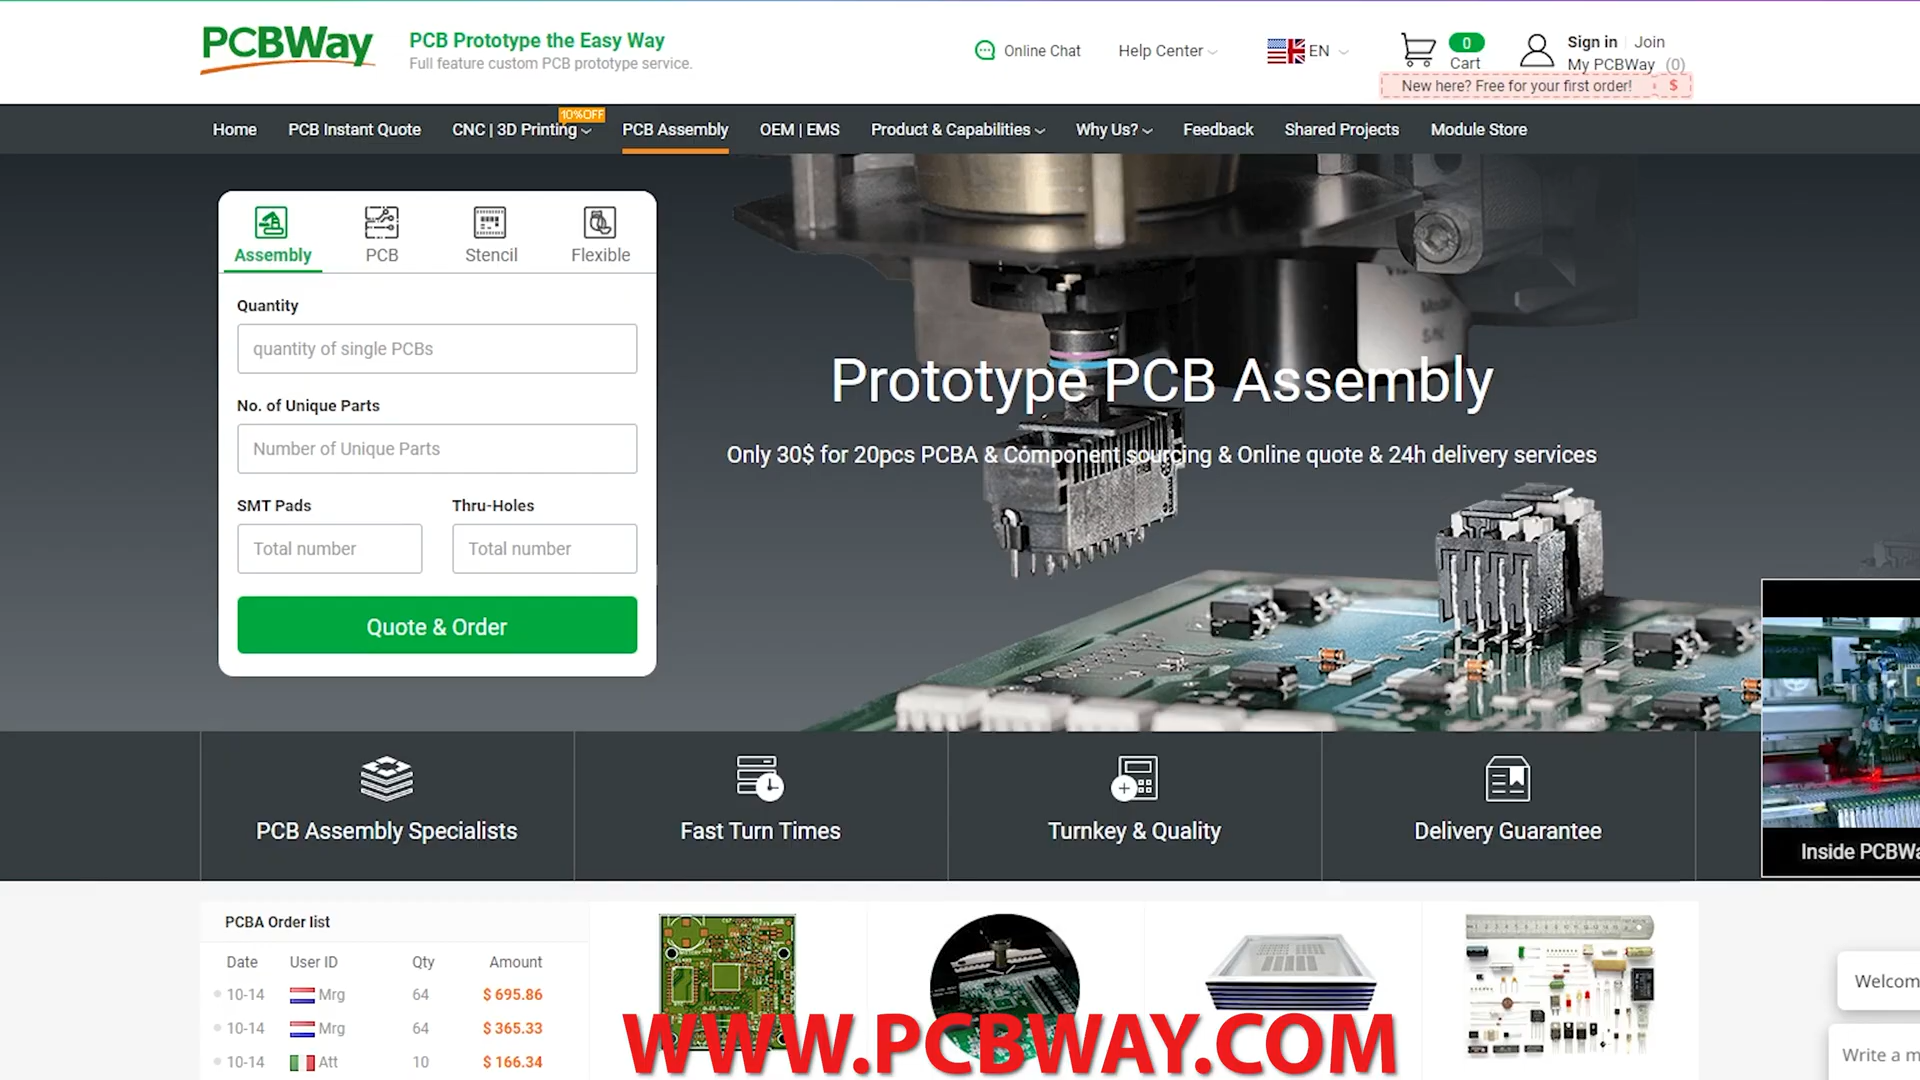 PCBWay
PCB Prototype the Easy Way
Full feature custom PCB prototype service.
Online Chat
Help Center
EN
0
Cart
Sign in
Join
My PCBWay (0)
New here? Free for your first order! $
10%OFF
Home
PCB Instant Quote
CNC | 3D Printing
PCB Assembly
OEM | EMS
Product & Capabilities
Why Us?
Feedback
Shared Projects
Module Store
Assembly
PCB
Stencil
Flexible
Quantity
quantity of single PCBs
No. of Unique Parts
Number of Unique Parts
SMT Pads
Thru-Holes
Total number
Total number
Quote & Order
Prototype PCB Assembly
Only 30$ for 20pcs PCBA & Component sourcing & Online quote & 24h delivery services
PCB Assembly Specialists
Fast Turn Times
Turnkey & Quality
Delivery Guarantee
Inside PCBWa
PCBA Order list
Date User ID Qty Amount
10-14 Mrg 64 $ 695.86
10-14 Mrg 64 $ 365.33
10-14 Att 10 $ 166.34
WWW.PCBWAY.COM
Welcom
Write a m